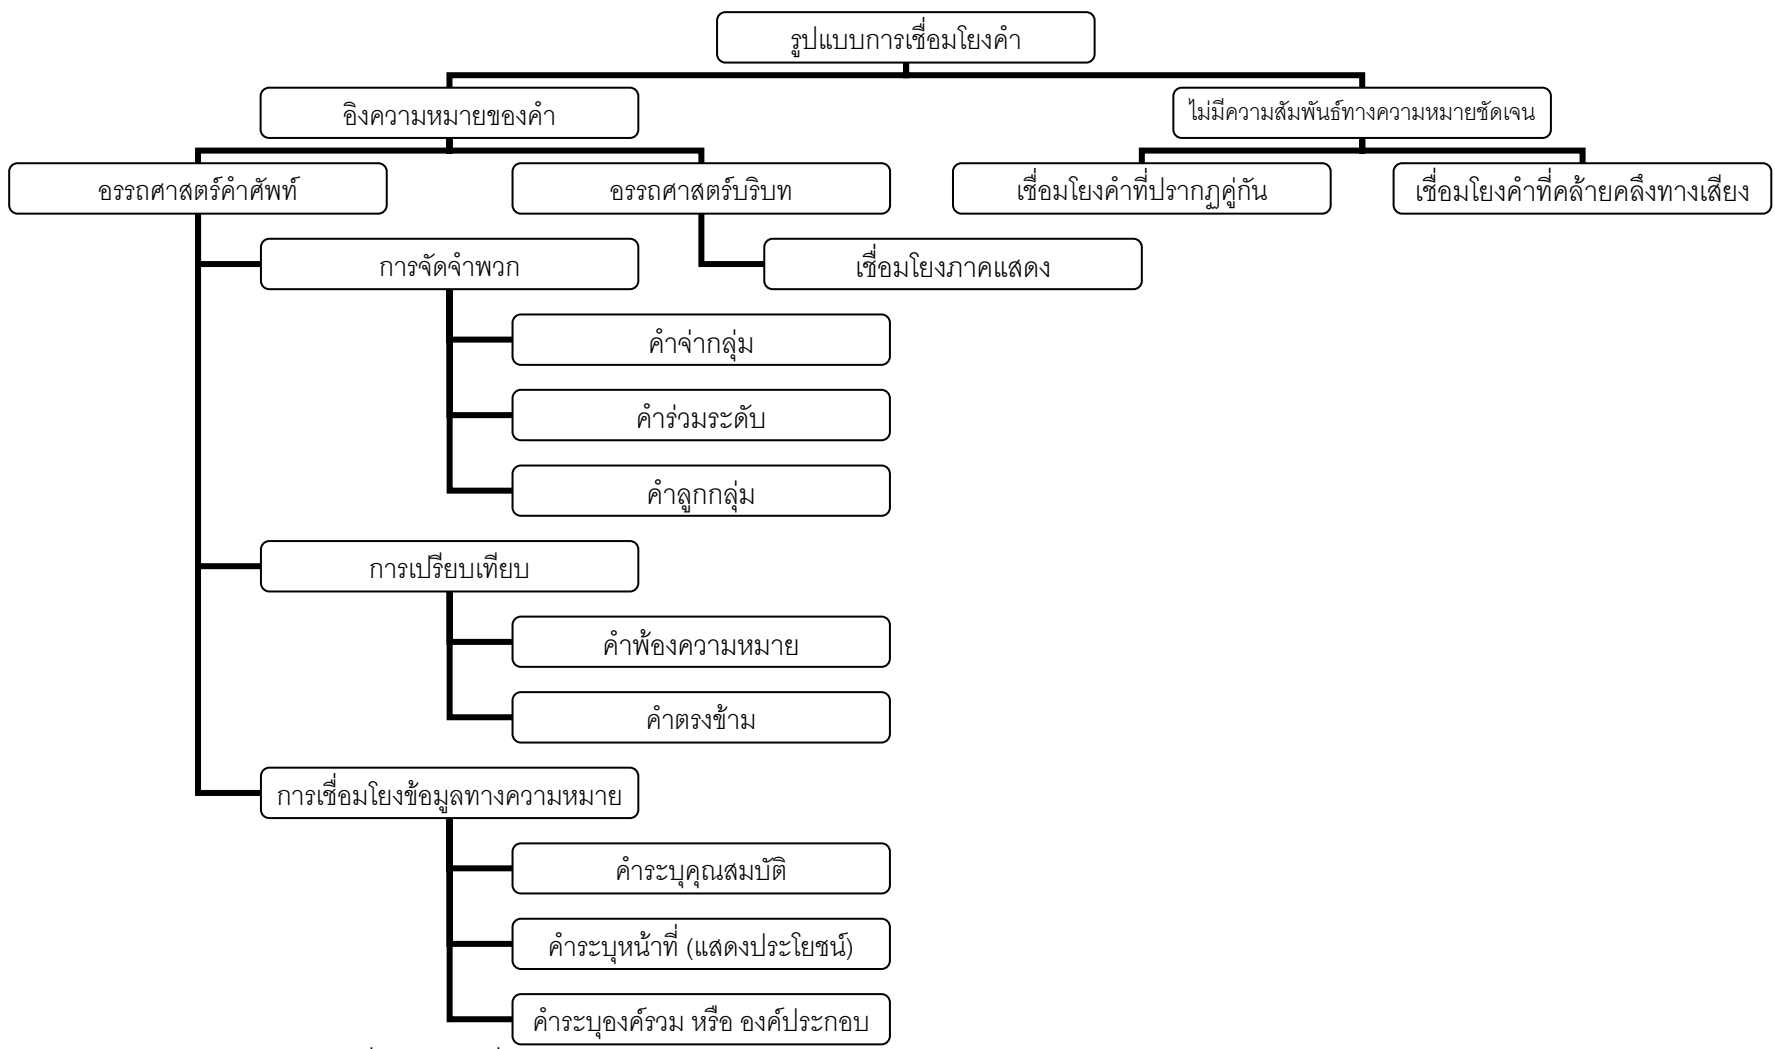 รูปแบบการเชื่อมโยงคำ
อิงความหมายของคำ
ไม่มีความสัมพันธ์ทางความหมายชัดเจน
อรรถศาสตร์คำศัพท์
อรรถศาสตร์บริบท
เชื่อมโยงคำที่ปรากฏคู่กัน
เชื่อมโยงคำที่คล้ายคลึงทางเสียง
การจัดจำพวก
เชื่อมโยงภาคแสดง
คำจ่ากลุ่ม
คำร่วมระดับ
คำลูกกลุ่ม
การเปรียบเทียบ
คำพ้องความหมาย
คำตรงข้าม
การเชื่อมโยงข้อมูลทางความหมาย
คำระบุคุณสมบัติ
คำระบุหน้าที่ (แสดงประโยชน์)
คำระบุองค์รวม หรือ องค์ประกอบ